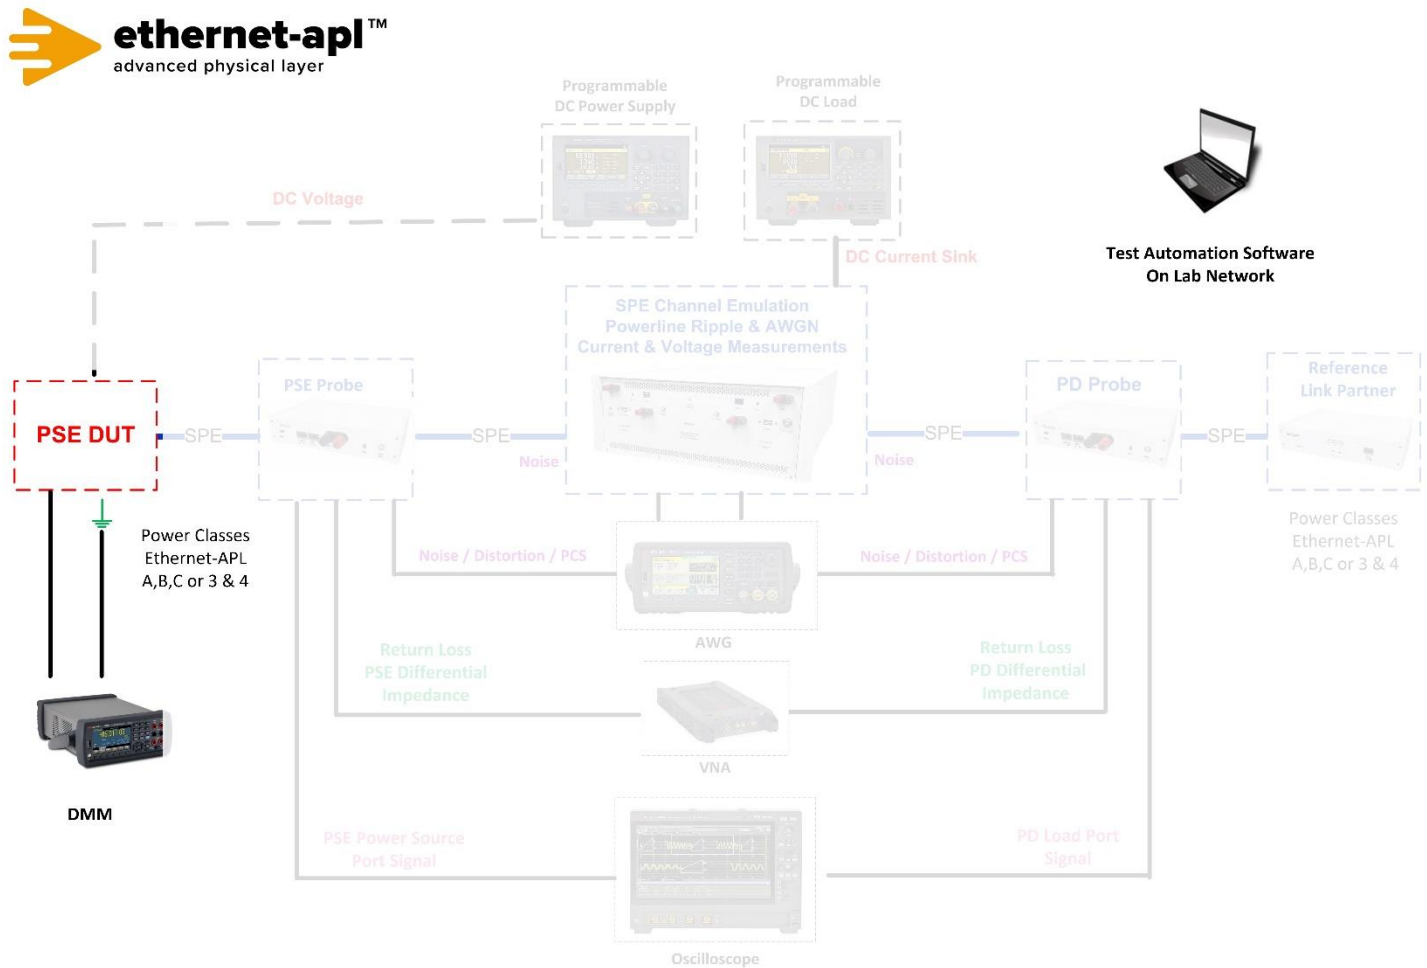 ethernet-apl™
advanced physical layer
Programmable
DC Power Supply
Programmable
DC Load
DC Voltage
DC Current Sink
Test Automation Software
On Lab Network
SPE Channel Emulation
Powerline Ripple & AWGN
Current & Voltage Measurements
PSE Probe
PD Probe
Reference
Link Partner
PSE DUT
SPE
SPE
SPE
SPE
Noise
Noise
Power Classes
Ethernet-APL
A,B,C or 3 & 4
Power Classes
Ethernet-APL
A,B,C or 3 & 4
Noise / Distortion / PCS
Noise / Distortion / PCS
AWG
Return Loss
PSE Differential
Impedance
Return Loss
PD Differential
Impedance
VNA
DMM
PSE Power Source
Port Signal
PD Load Port
Signal
Oscilloscope